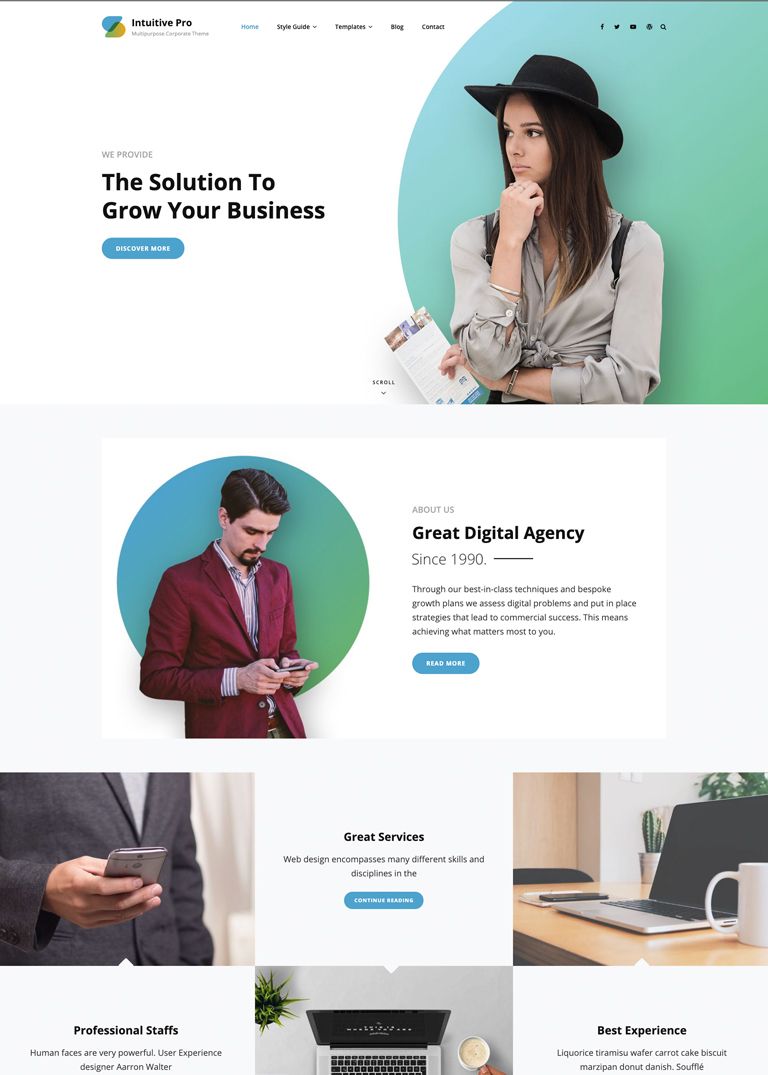 Intuitive Pro
Multipurpose Corporate Theme
Home
Style Guide
Templates
Blog
Contact
WE PROVIDE
The Solution To
Grow Your Business
DISCOVER MORE
SCROLL
ABOUT US
Great Digital Agency
Since 1990.
Through our best-in-class techniques and bespoke
growth plans we assess digital problems and put in place
strategies that lead to commercial success. This means
achieving what matters most to you.
READ MORE
Great Services
Web design encompasses many different skills and
disciplines in the
CONTINUE READING
Professional Staffs
Human faces are very powerful. User Experience
designer Aarron Walter
Best Experience
Liquorice tiramisu wafer carrot cake biscuit
marzipan donut danish. Soufflé